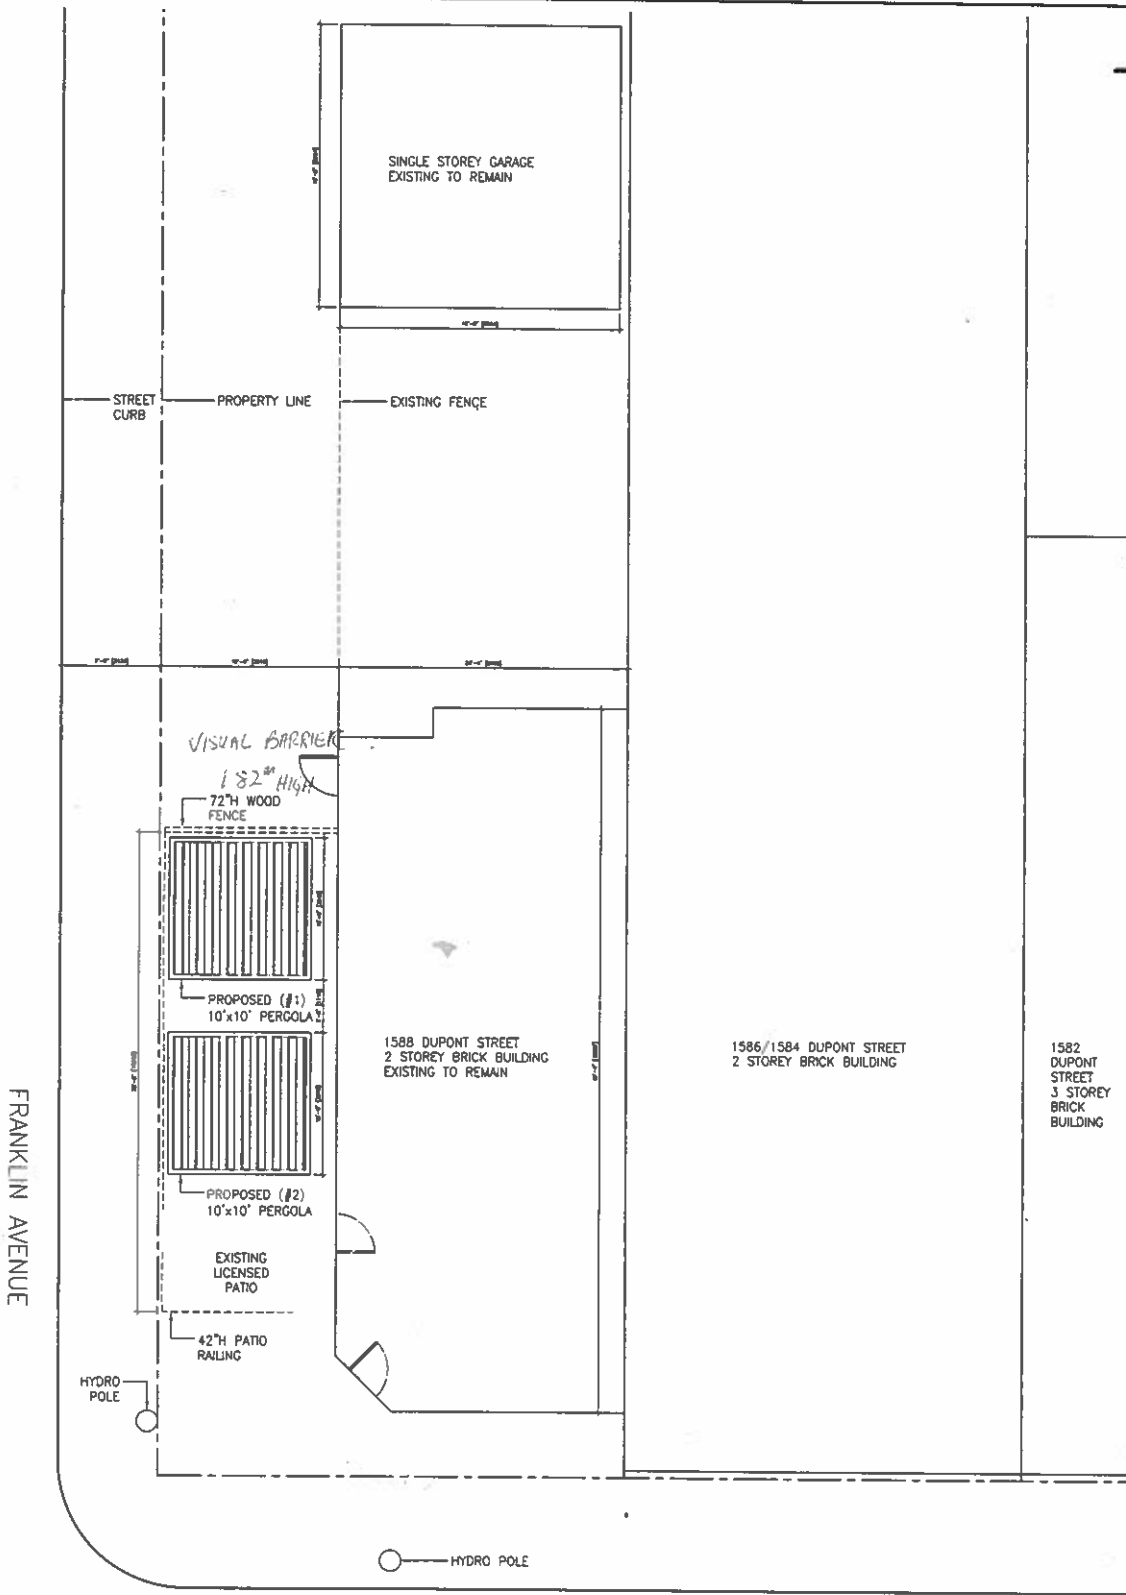 SINGLE STOREY GARAGE
EXISTING TO REMAIN
STREET
CURB
PROPERTY LINE
EXISTING FENCE
VISUAL BARRIER
182" HIGH
72"H WOOD
FENCE
PROPOSED (#1)
10'x10' PERGOLA
1588 DUPONT STREET
2 STOREY BRICK BUILDING
EXISTING TO REMAIN
1586/1584 DUPONT STREET
2 STOREY BRICK BUILDING
1582
DUPONT
STREET
3 STOREY
BRICK
BUILDING
PROPOSED (#2)
10'x10' PERGOLA
EXISTING
LICENSED
PATIO
42"H PATIO
RAILING
HYDRO
POLE
FRANKLIN AVENUE
HYDRO POLE